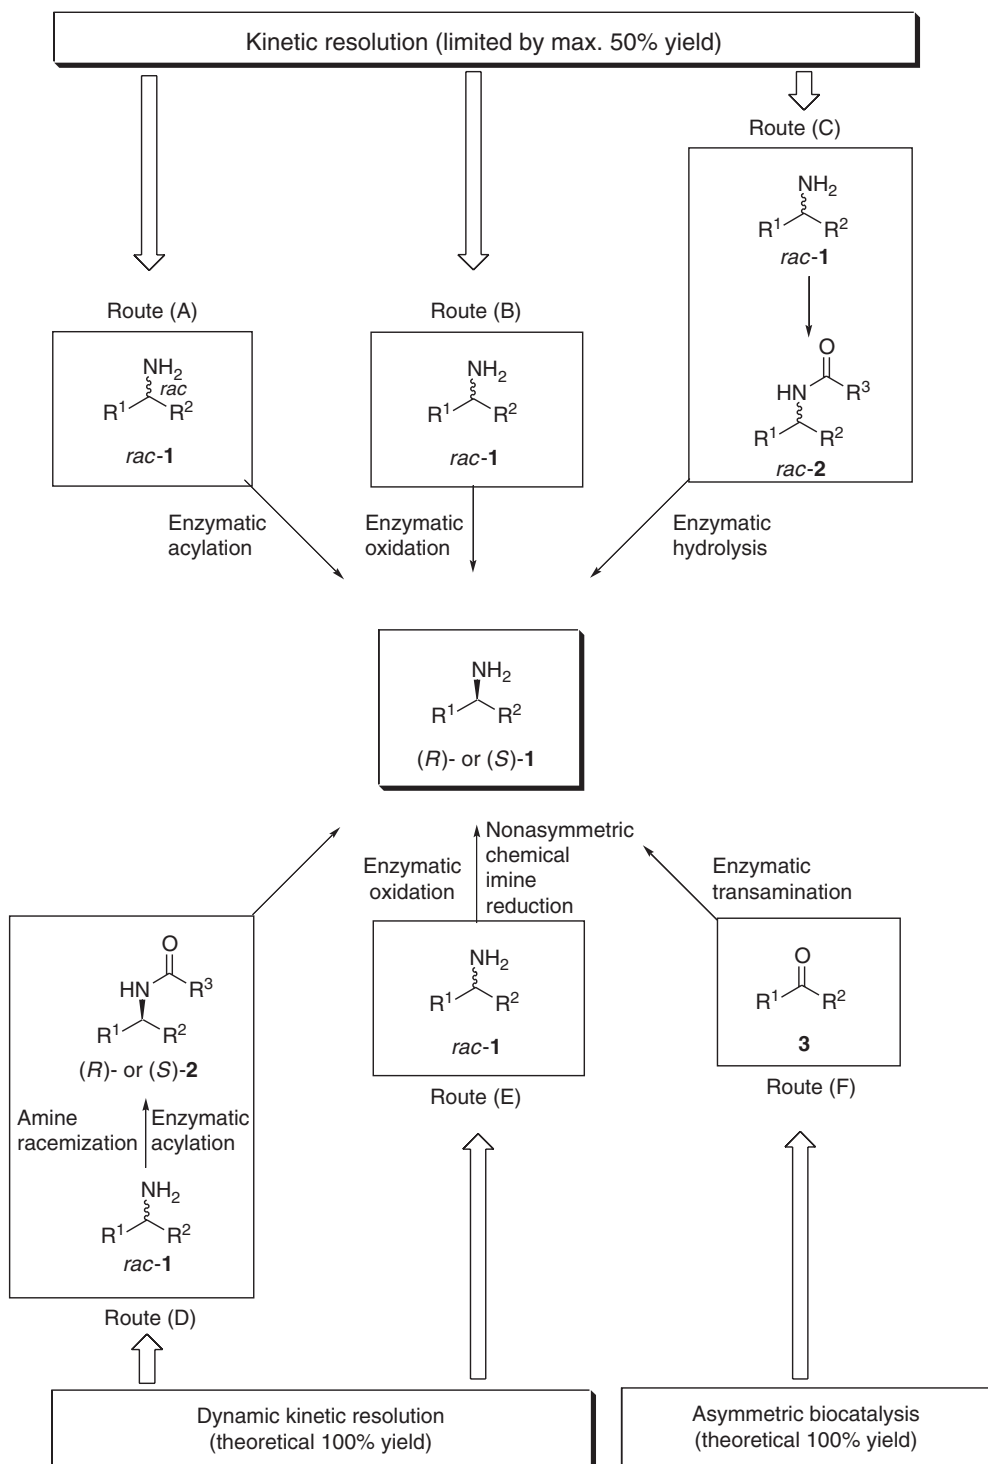 Kinetic resolution (limited by max. 50% yield)
Route (C)
NH₂
R¹ R²
rac-1
O
HN R³
R¹ R²
rac-2
Route (A)
NH₂
rac
R¹ R²
rac-1
Route (B)
NH₂
R¹ R²
rac-1
Enzymatic
acylation
Enzymatic
oxidation
Enzymatic
hydrolysis
NH₂
R¹ R²
(R)- or (S)-1
Enzymatic
oxidation
Nonasymmetric
chemical
imine
reduction
Enzymatic
transamination
O
HN R³
R¹ R²
(R)- or (S)-2
Amine
racemization
Enzymatic
acylation
NH₂
R¹ R²
rac-1
Route (D)
NH₂
R¹ R²
rac-1
Route (E)
O
R¹ R²
3
Route (F)
Dynamic kinetic resolution
(theoretical 100% yield)
Asymmetric biocatalysis
(theoretical 100% yield)